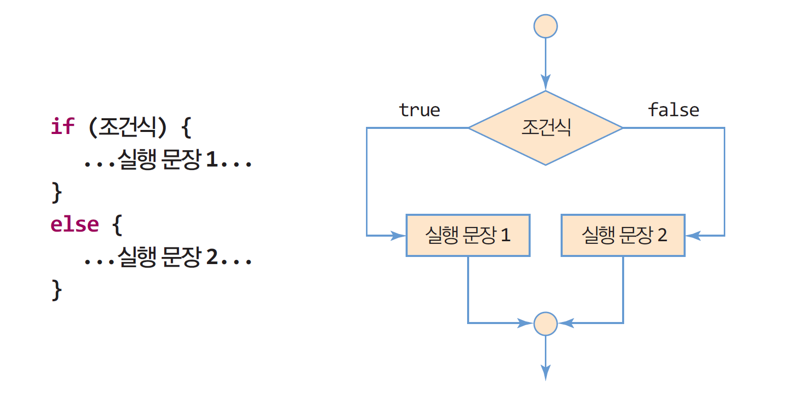 if (조건식) {
...실행 문장 1...
}
else {
...실행 문장 2...
}
true
false
조건식
실행 문장 1
실행 문장 2